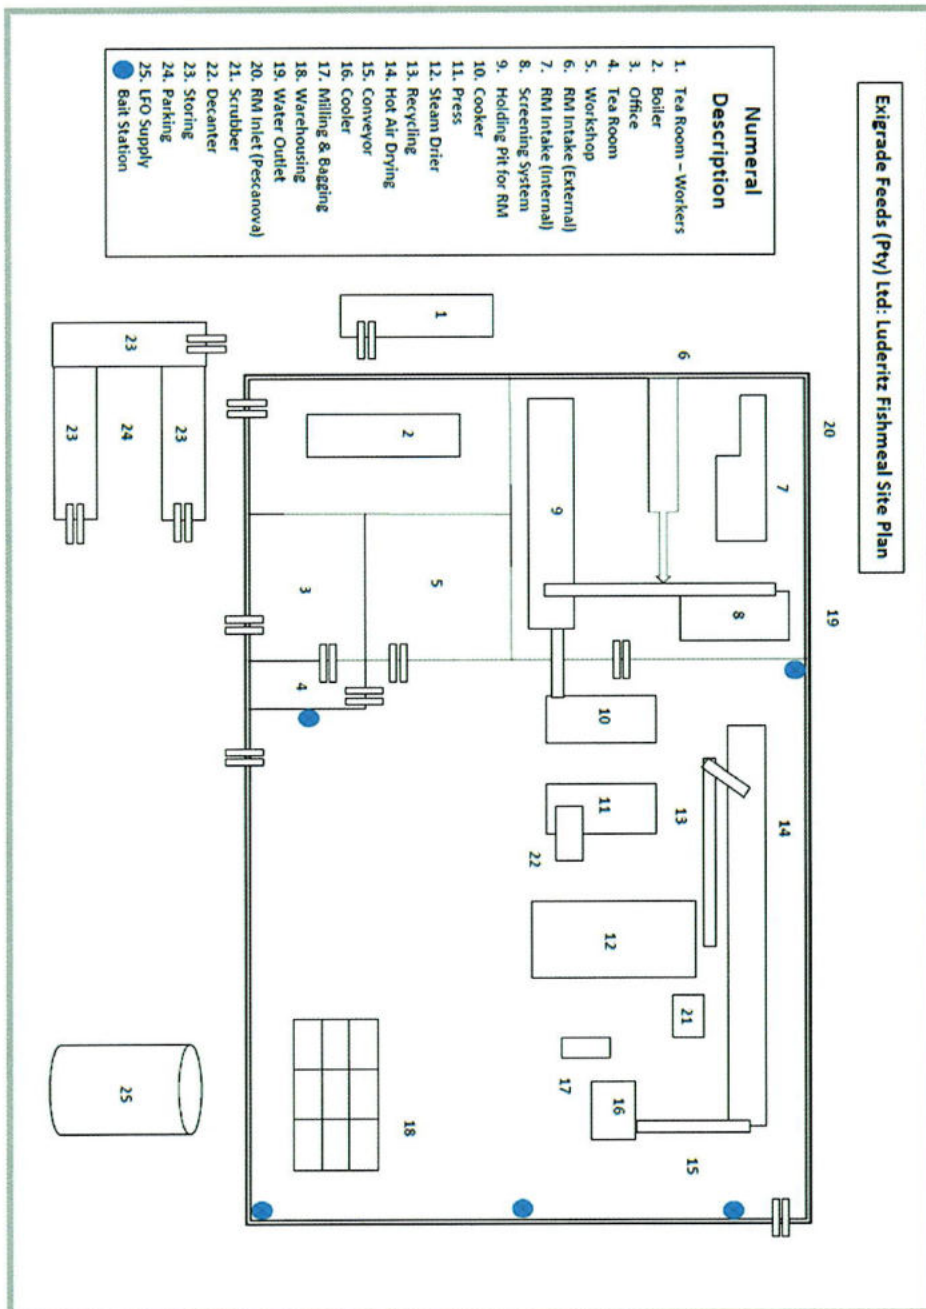 Exigrade Feeds (Pty) Ltd: Luderitz Fishmeal Site Plan
Numeral
Description
1. Tea Room – Workers
2. Boiler
3. Office
4. Tea Room
5. Workshop
6. RM Intake (External)
7. RM Intake (Internal)
8. Screening System
9. Holding Pit for RM
10. Cooker
11. Press
12. Steam Drier
13. Recycling
14. Hot Air Drying
15. Conveyor
16. Cooler
17. Milling & Bagging
18. Warehousing
19. Water Outlet
20. RM Inlet (Pescanova)
21. Scrubber
22. Decanter
23. Storing
24. Parking
25. LFO Supply
Bait Station
20
19
7
8
14
6
13
21
15
9
10
11
22
12
17
16
1
2
5
3
4
18
23
23
24
23
25